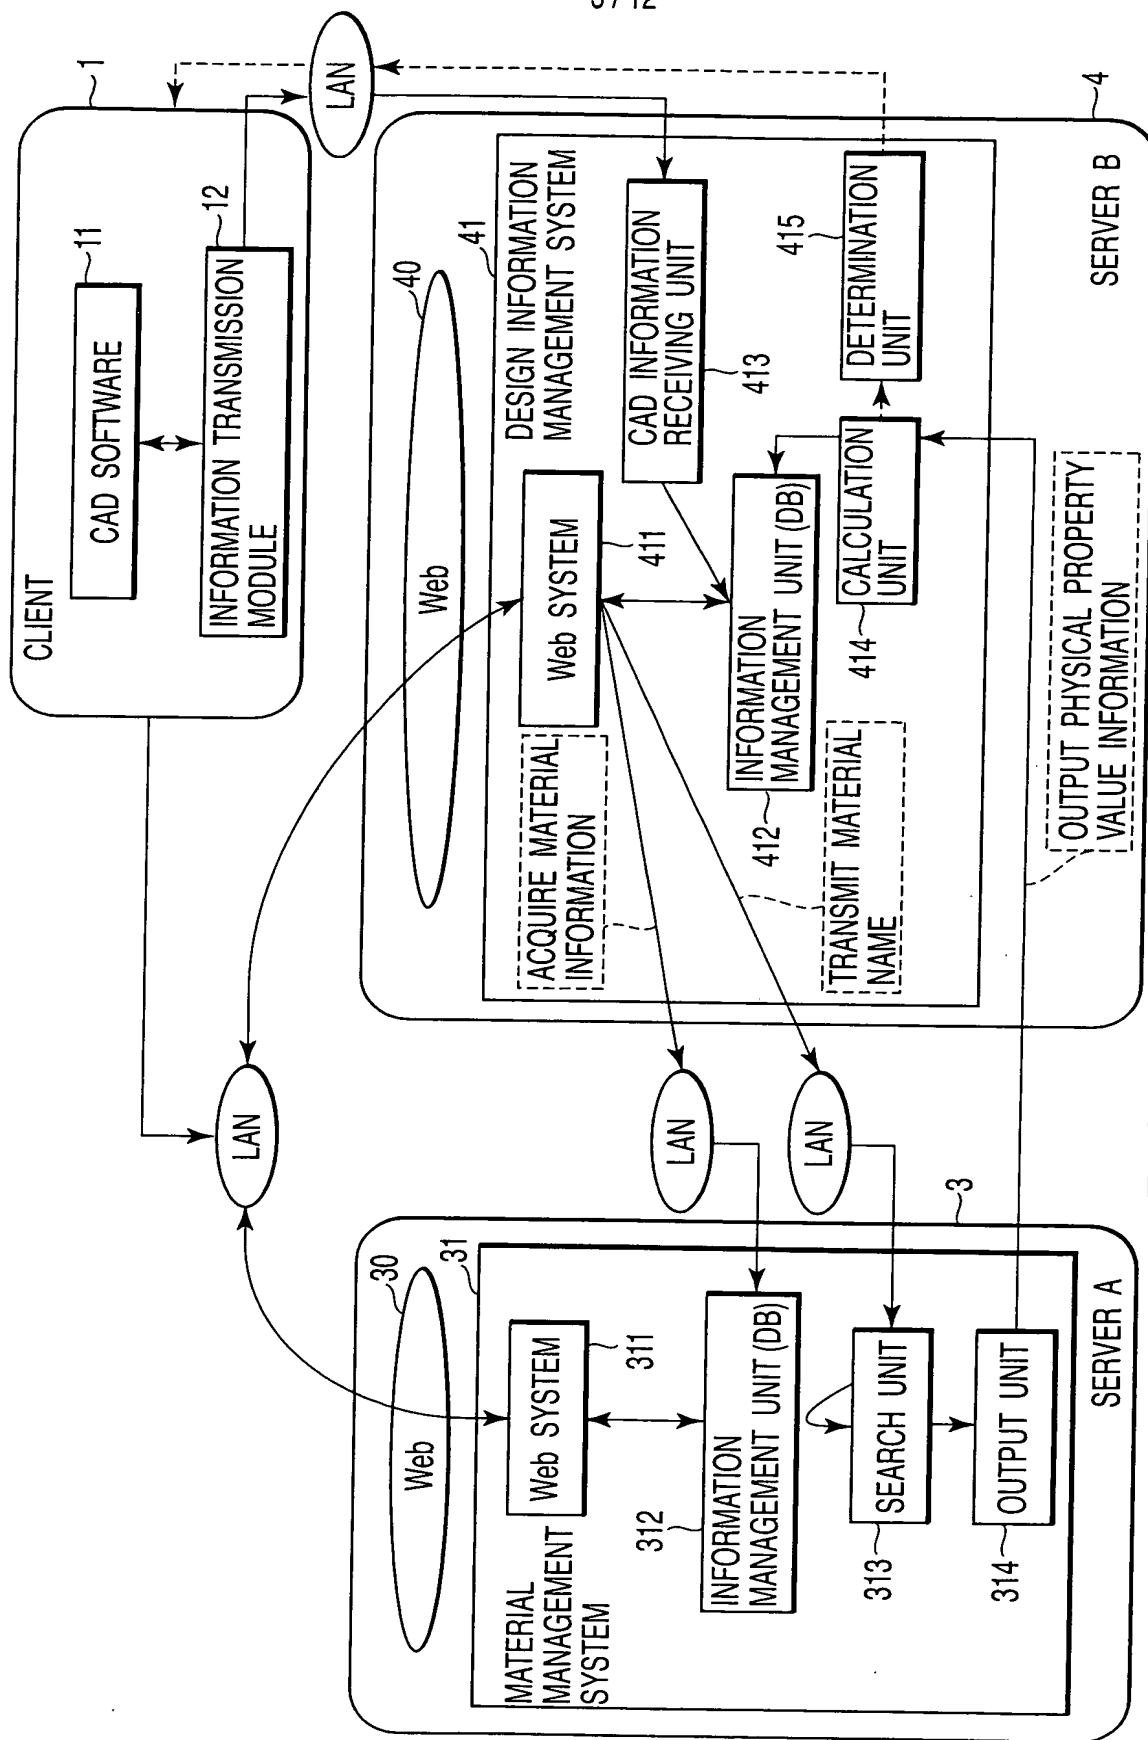 3 / 12
CLIENT
1
CAD SOFTWARE
11
INFORMATION TRANSMISSION
MODULE
12
LAN
LAN
Web
30
31
MATERIAL
MANAGEMENT
SYSTEM
Web SYSTEM
311
INFORMATION
MANAGEMENT UNIT (DB)
312
SEARCH UNIT
313
OUTPUT UNIT
314
SERVER A
3
LAN
LAN
Web
40
41
DESIGN INFORMATION
MANAGEMENT SYSTEM
Web SYSTEM
411
ACQUIRE MATERIAL
INFORMATION
CAD INFORMATION
RECEIVING UNIT
413
INFORMATION
MANAGEMENT UNIT (DB)
412
TRANSMIT MATERIAL
NAME
CALCULATION
UNIT
414
DETERMINATION
UNIT
415
OUTPUT PHYSICAL PROPERTY
VALUE INFORMATION
SERVER B
4